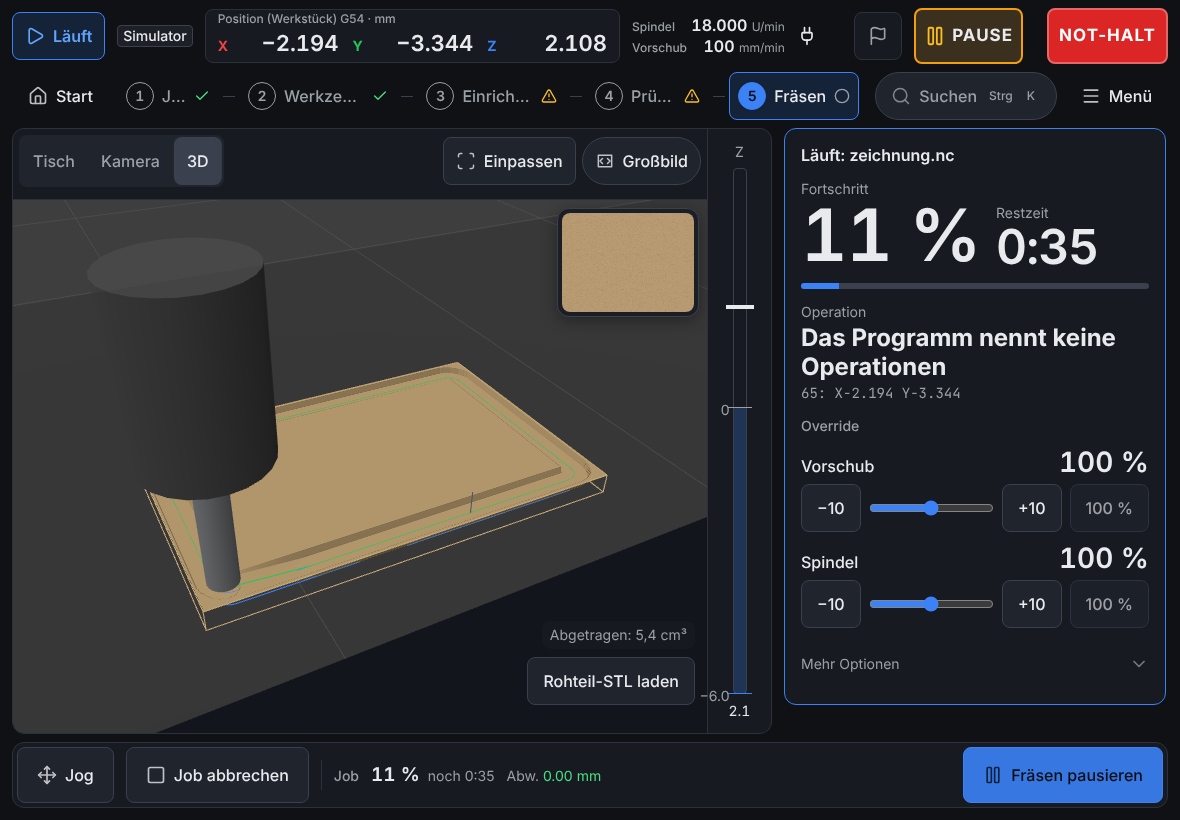 Läuft
Simulator
Position (Werkstück) G54 · mm
X −2.194 Y −3.344 Z 2.108
Spindel 18.000 U/min
Vorschub 100 mm/min
PAUSE
NOT-HALT
Start
1 J... 
2 Werkze...
3 Einrich...
4 Prü...
5 Fräsen
Suchen Strg K
Menü
Tisch Kamera 3D
Einpassen
Großbild
Z
0
−6.0
2.1
Abgetragen: 5,4 cm³
Rohteil-STL laden
Läuft: zeichnung.nc
Fortschritt
11 %
Restzeit
0:35
Operation
Das Programm nennt keine
Operationen
65: X-2.194 Y-3.344
Override
Vorschub 100 %
−10 +10 100 %
Spindel 100 %
−10 +10 100 %
Mehr Optionen
Jog
Job abbrechen
Job 11 % noch 0:35 Abw. 0.00 mm
Fräsen pausieren